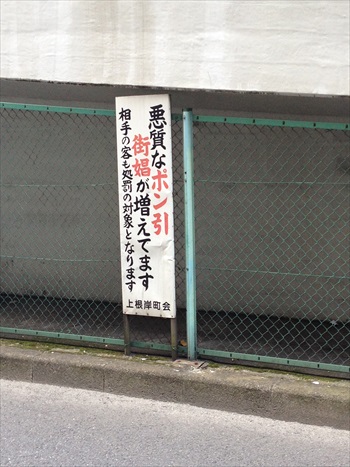 悪質なポン引
街娼が増えてます
相手の客も処罰の対象となります
上根岸町会